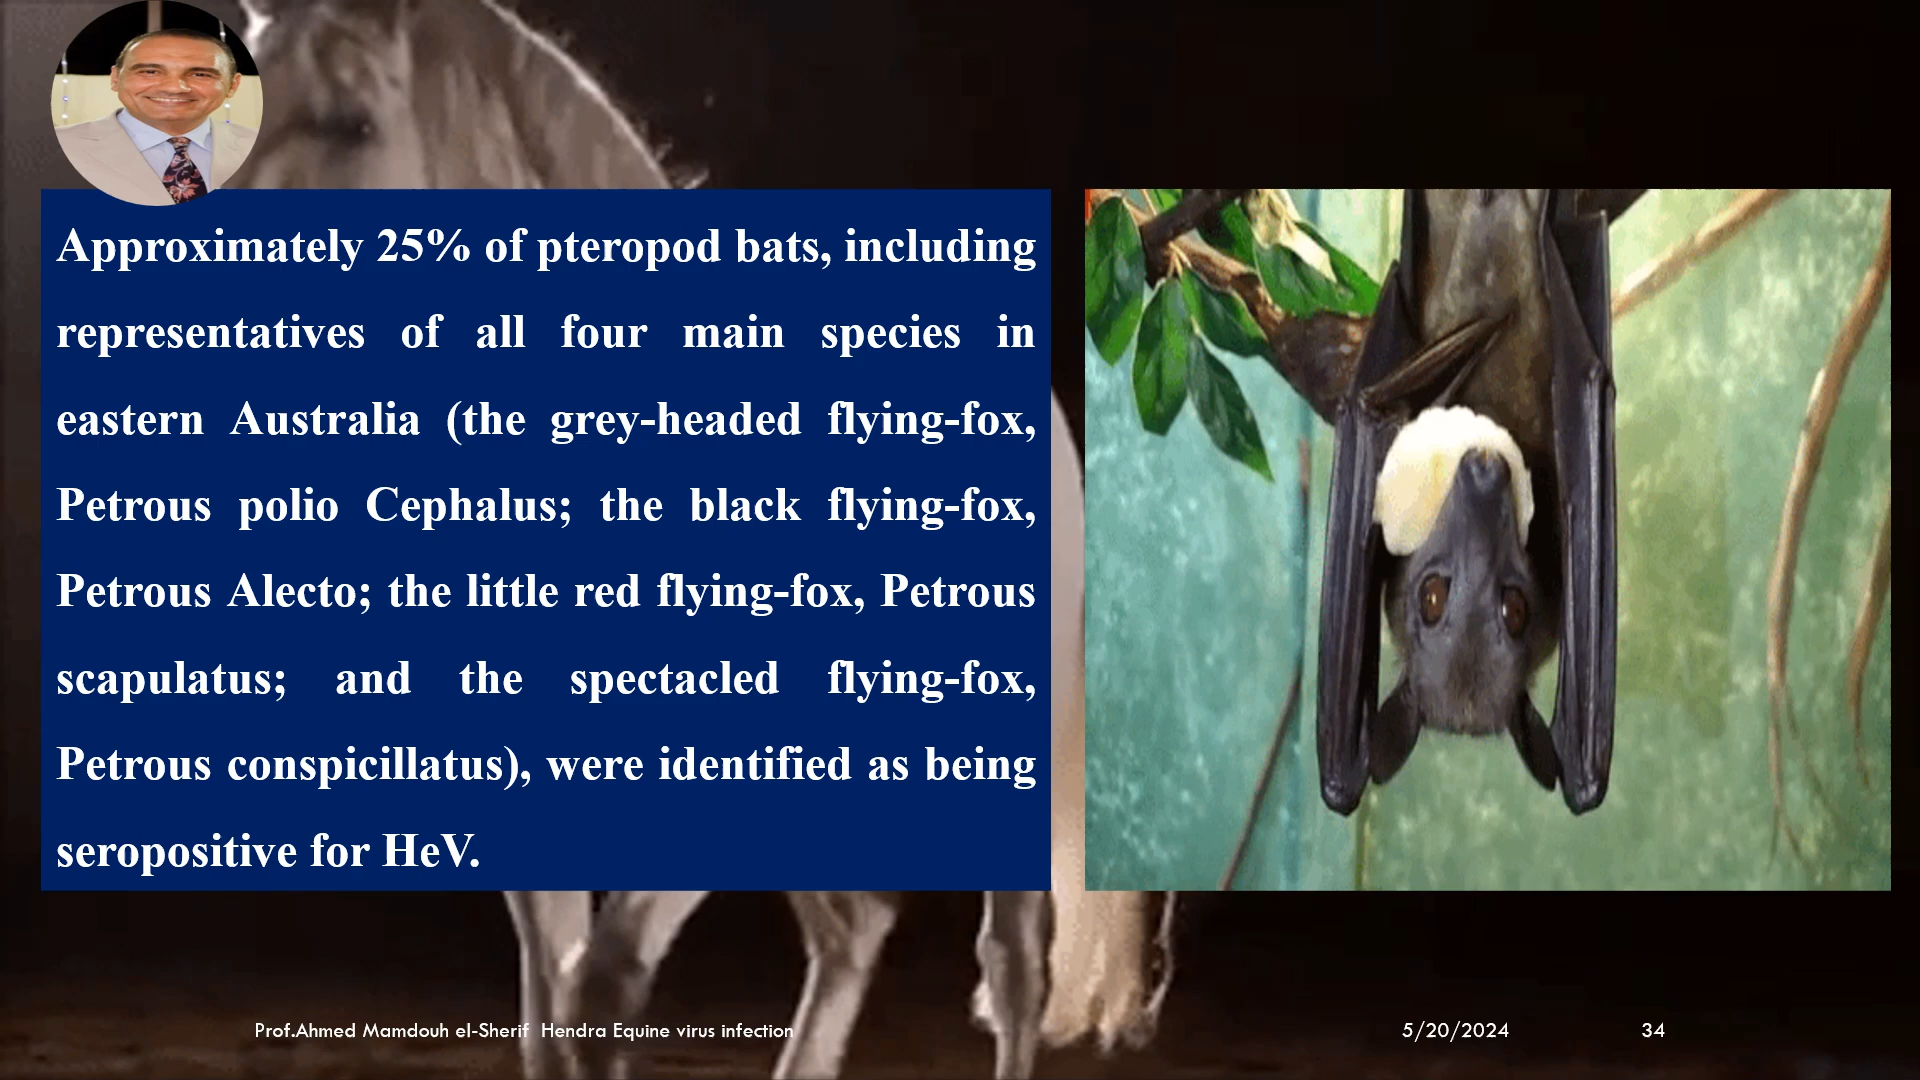 Approximately 25% of pteropod bats, including
representatives of all four main species in
eastern Australia (the grey-headed flying-fox,
Petrous polio Cephalus; the black flying-fox,
Petrous Alecto; the little red flying-fox, Petrous
scapulatus; and the spectacled flying-fox,
Petrous conspicillatus), were identified as being
seropositive for HeV.
Prof.Ahmed Mamdouh el-Sherif Hendra Equine virus infection
5/20/2024
34